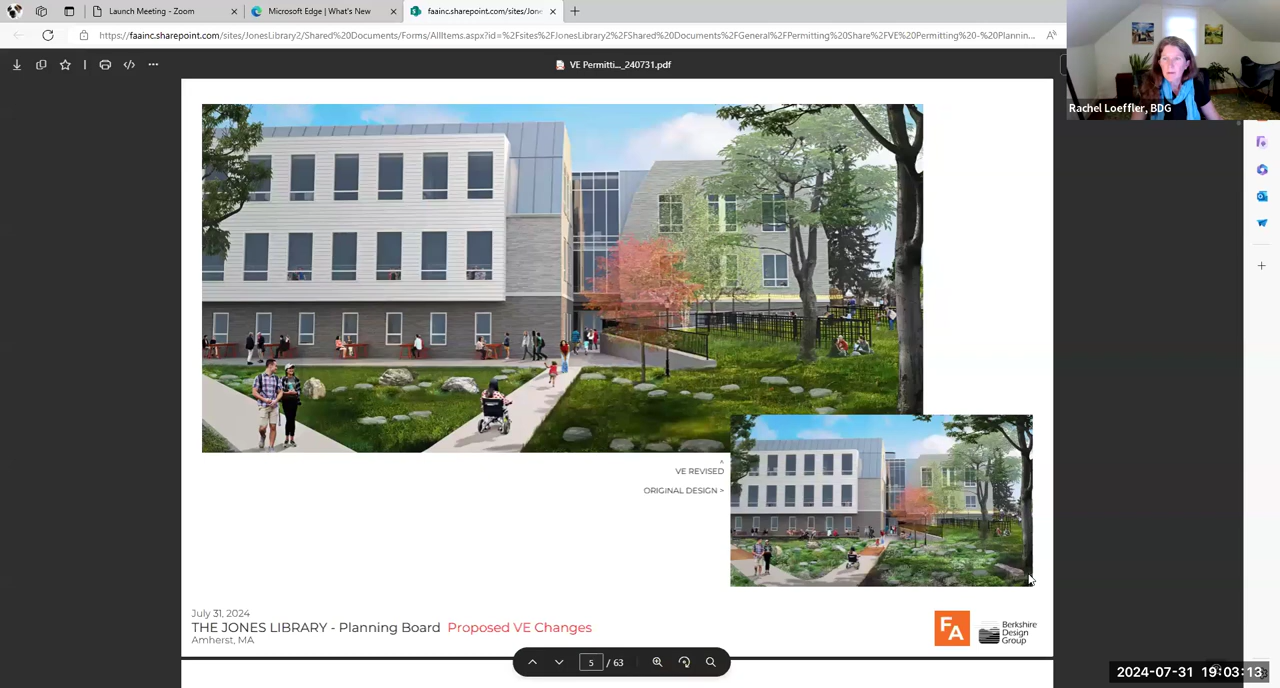 Launch Meeting - Zoom
Microsoft Edge | What's New
faainc.sharepoint.com/sites/Jone
https://faainc.sharepoint.com/sites/JonesLibrary2/Shared%20Documents/Forms/AllItems.aspx?id=%2Fsites%2FJonesLibrary2%2FShared%20Documents%2FGeneral%2FPermitting%20Share%2FVE%20Permitting%20-%20Plannin...
VE Permitti..._240731.pdf
Rachel Loeffler, BDG
VE REVISED
ORIGINAL DESIGN >
July 31, 2024
THE JONES LIBRARY - Planning Board Proposed VE Changes
Amherst, MA
FA
Berkshire
Design
Group
5 / 63
2024-07-31 19:03:13